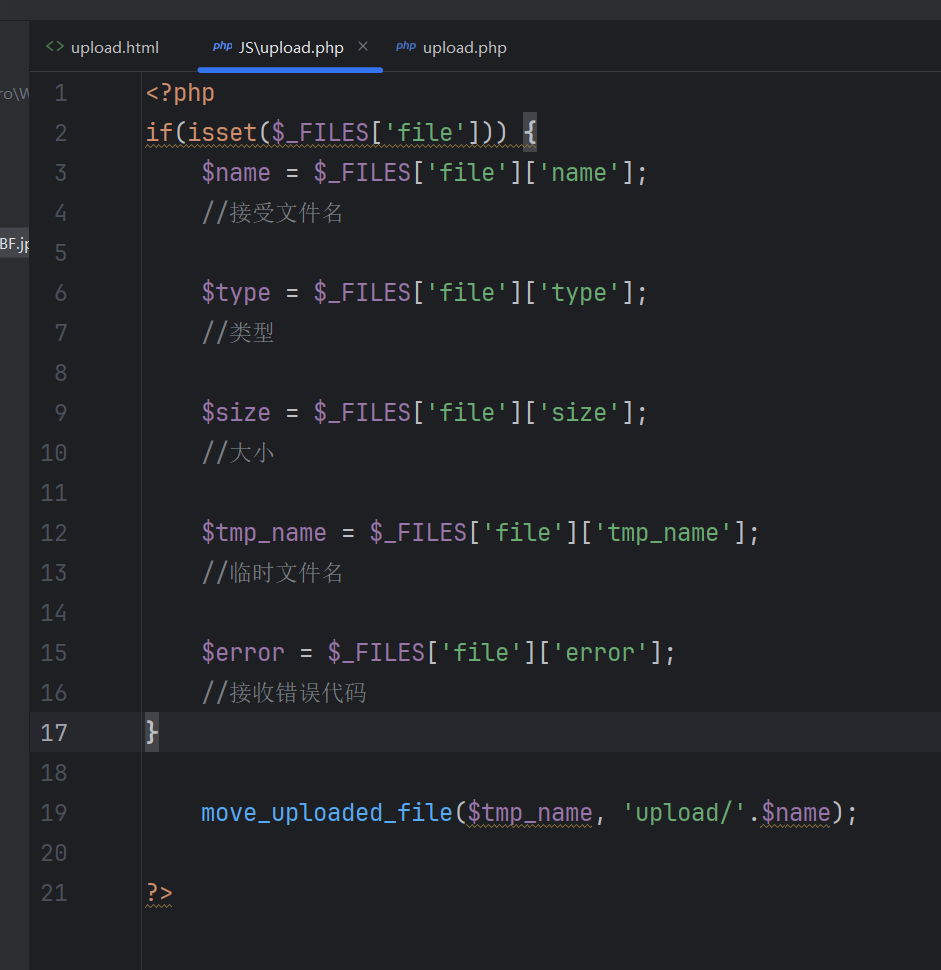 <> upload.html php JS\upload.php × php upload.php
ro\W
BF.jp
1 <?php
2 if(isset($_FILES['file'])) {
3 $name = $_FILES['file']['name'];
4 //接受文件名
5
6 $type = $_FILES['file']['type'];
7 //类型
8
9 $size = $_FILES['file']['size'];
10 //大小
11
12 $tmp_name = $_FILES['file']['tmp_name'];
13 //临时文件名
14
15 $error = $_FILES['file']['error'];
16 //接收错误代码
17 }
18
19 move_uploaded_file($tmp_name, 'upload/'.$name);
20
21 ?>